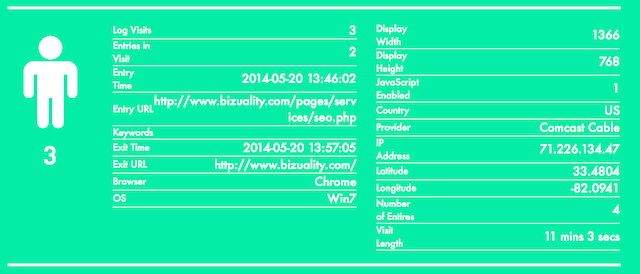 3
Log Visits 3
Entries in
Visit 2
Entry
Time 2014-05-20 13:46:02
Entry URL http://www.bizuality.com/pages/serv
ices/seo.php
Keywords
Exit Time 2014-05-20 13:57:05
Exit URL http://www.bizuality.com/
Browser Chrome
OS Win7
Display
Width 1366
Display
Height 768
JavaScript
Enabled 1
Country US
Provider Comcast Cable
IP
Address 71.226.134.47
Latitude 33.4804
Longitude -82.0941
Number
of Entires 4
Visit
Length 11 mins 3 secs